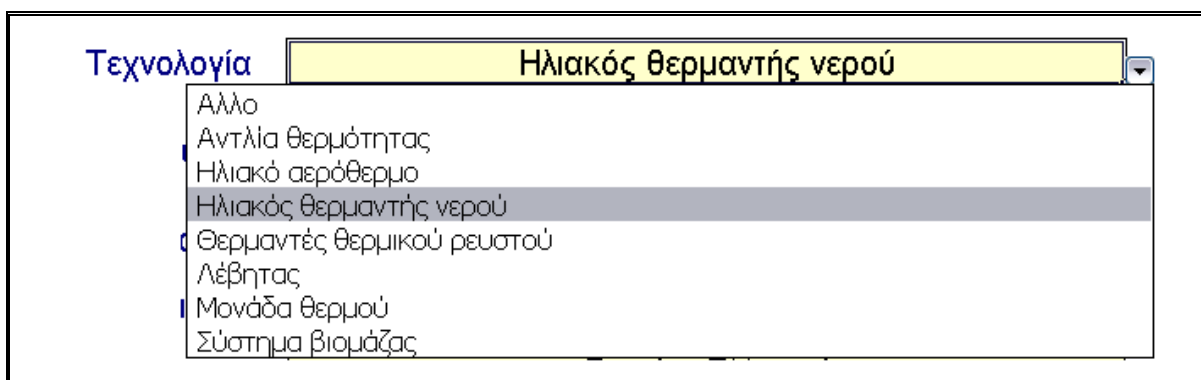 Τεχνολογία Ηλιακός θερμαντής νερού
Αλλο
Αντλία θερμότητας
Ηλιακό αερόθερμο
Ηλιακός θερμαντής νερού
Θερμαντές θερμικού ρευστού
Λέβητας
Μονάδα θερμού
Σύστημα βιομάζας